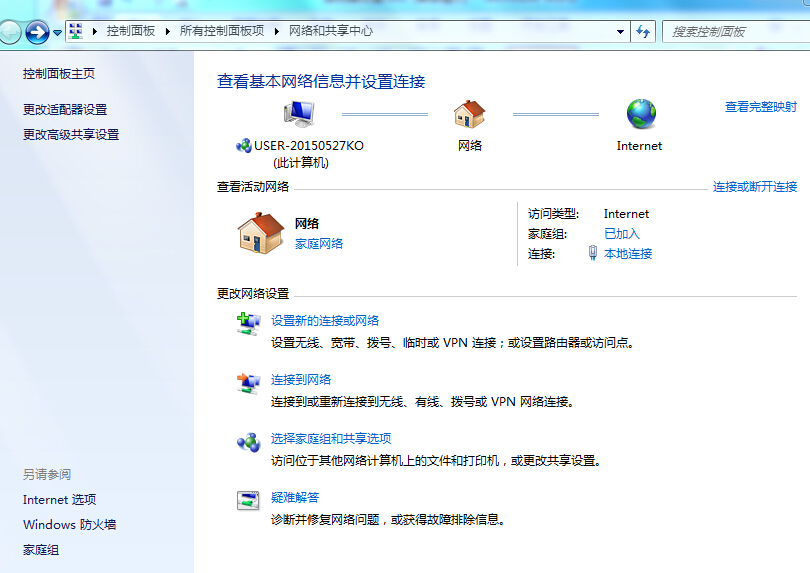 控制面板 所有控制面板项 网络和共享中心
搜索控制面板
控制面板主页
更改适配器设置
更改高级共享设置
另请参阅
Internet 选项
Windows 防火墙
家庭组
查看基本网络信息并设置连接
查看完整映射
USER-20150527KO
(此计算机)
网络
Internet
查看活动网络
连接或断开连接
网络
家庭网络
访问类型: Internet
家庭组: 已加入
连接: 本地连接
更改网络设置
设置新的连接或网络
设置无线、宽带、拨号、临时或 VPN 连接；或设置路由器或访问点。
连接到网络
连接到或重新连接到无线、有线、拨号或 VPN 网络连接。
选择家庭组和共享选项
访问位于其他网络计算机上的文件和打印机，或更改共享设置。
疑难解答
诊断并修复网络问题，或获得故障排除信息。